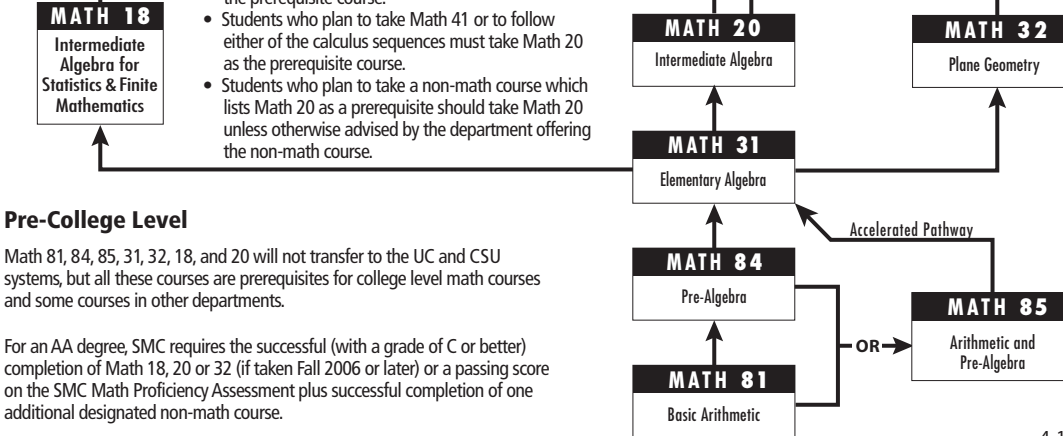 the prerequisite course.
• Students who plan to take Math 41 or to follow
either of the calculus sequences must take Math 20
as the prerequisite course.
• Students who plan to take a non-math course which
lists Math 20 as a prerequisite should take Math 20
unless otherwise advised by the department offering
the non-math course.
MATH 18
Intermediate
Algebra for
Statistics & Finite
Mathematics
MATH 20
Intermediate Algebra
MATH 32
Plane Geometry
MATH 31
Elementary Algebra
Accelerated Pathway
MATH 84
Pre-Algebra
MATH 85
Arithmetic and
Pre-Algebra
OR
MATH 81
Basic Arithmetic
Pre-College Level
Math 81, 84, 85, 31, 32, 18, and 20 will not transfer to the UC and CSU
systems, but all these courses are prerequisites for college level math courses
and some courses in other departments.
For an AA degree, SMC requires the successful (with a grade of C or better)
completion of Math 18, 20 or 32 (if taken Fall 2006 or later) or a passing score
on the SMC Math Proficiency Assessment plus successful completion of one
additional designated non-math course.